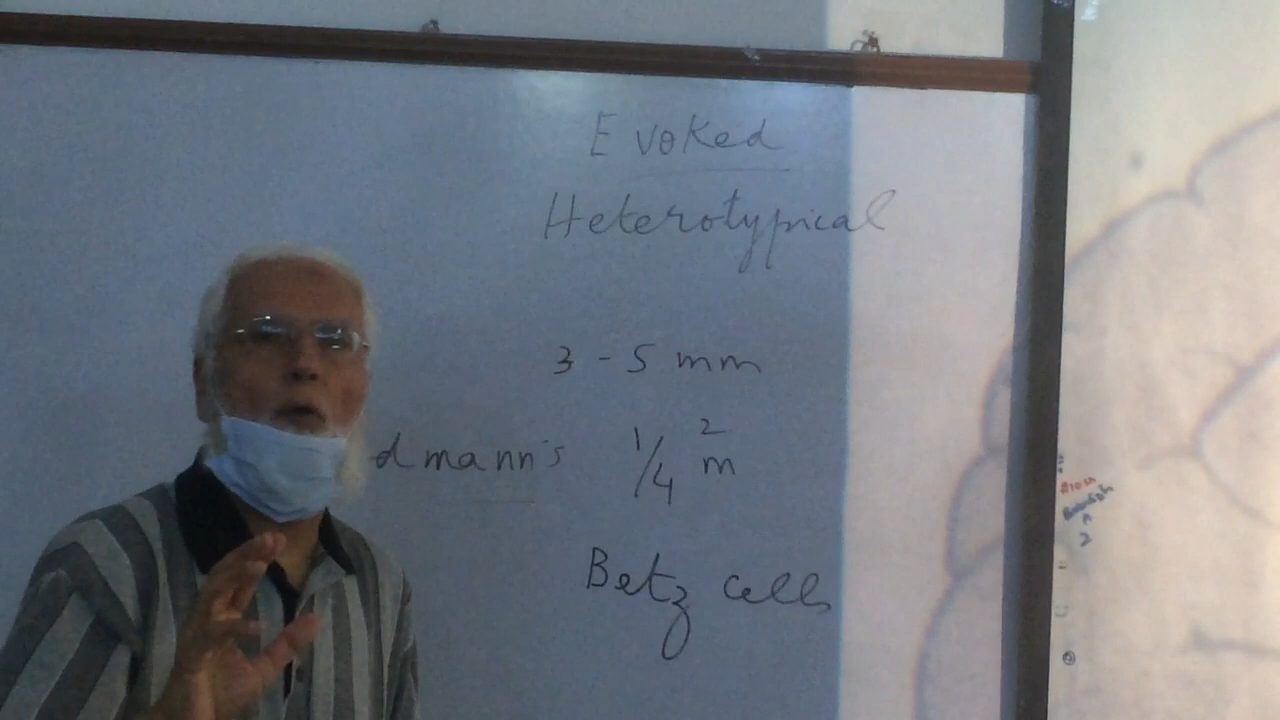 Evoked
Heterotypical
3 - 5 mm
dmann's 1/4 m²
Betz cells